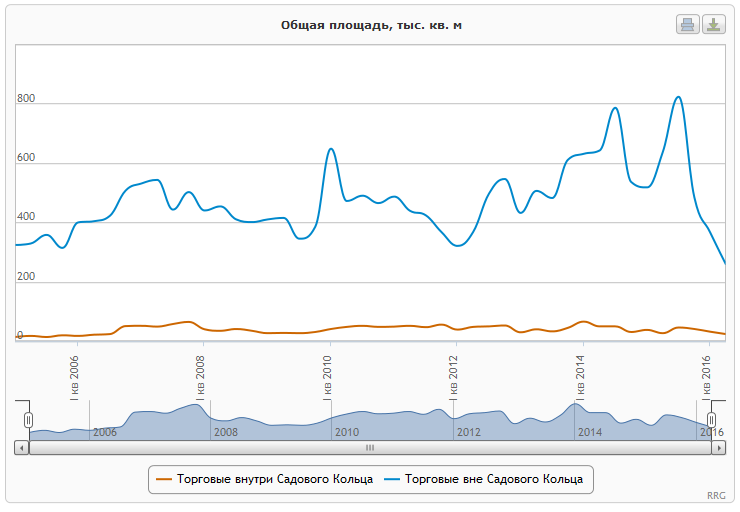 Общая площадь, тыс. кв. м
800
600
400
200
0
I кв 2006
I кв 2008
I кв 2010
I кв 2012
I кв 2014
I кв 2016
2006
2008
2010
2012
2014
2016
Торговые внутри Садового Кольца
Торговые вне Садового Кольца
RRG